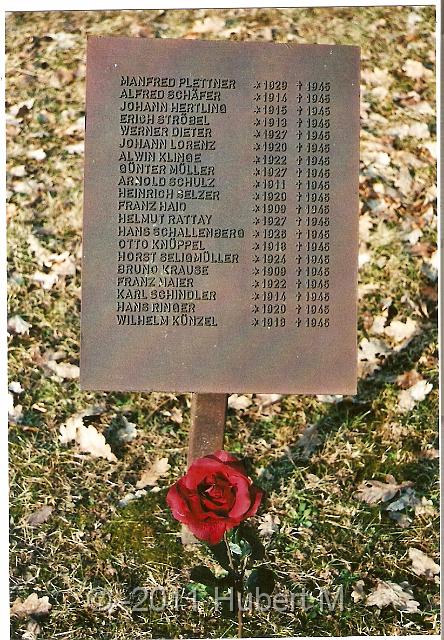 MANFRED PLETTNER *1929 †1945
ALFRED SCHÄFER *1914 †1945
JOHANN HERTLING *1915 †1945
ERICH STRÖBEL *1913 †1945
WERNER DIETER *1927 †1945
JOHANN LORENZ *1920 †1945
ALWIN KLINGE *1922 †1945
GÜNTER MÜLLER *1927 †1945
ARNOLD SCHULZ *1911 †1945
HEINRICH SELZER *1920 †1945
FRANZ HAID *1909 †1945
HELMUT RATTAY *1927 †1945
HANS SCHALLENBERG *1928 †1945
OTTO KNÜPPEL *1918 †1945
HORST SELIGMÜLLER *1924 †1945
BRUNO KRAUSE *1909 †1945
FRANZ MAIER *1922 †1945
KARL SCHINDLER *1914 †1945
HANS RINGER *1920 †1945
WILHELM KÜNZEL *1918 †1945
© 2011 Hubert M.